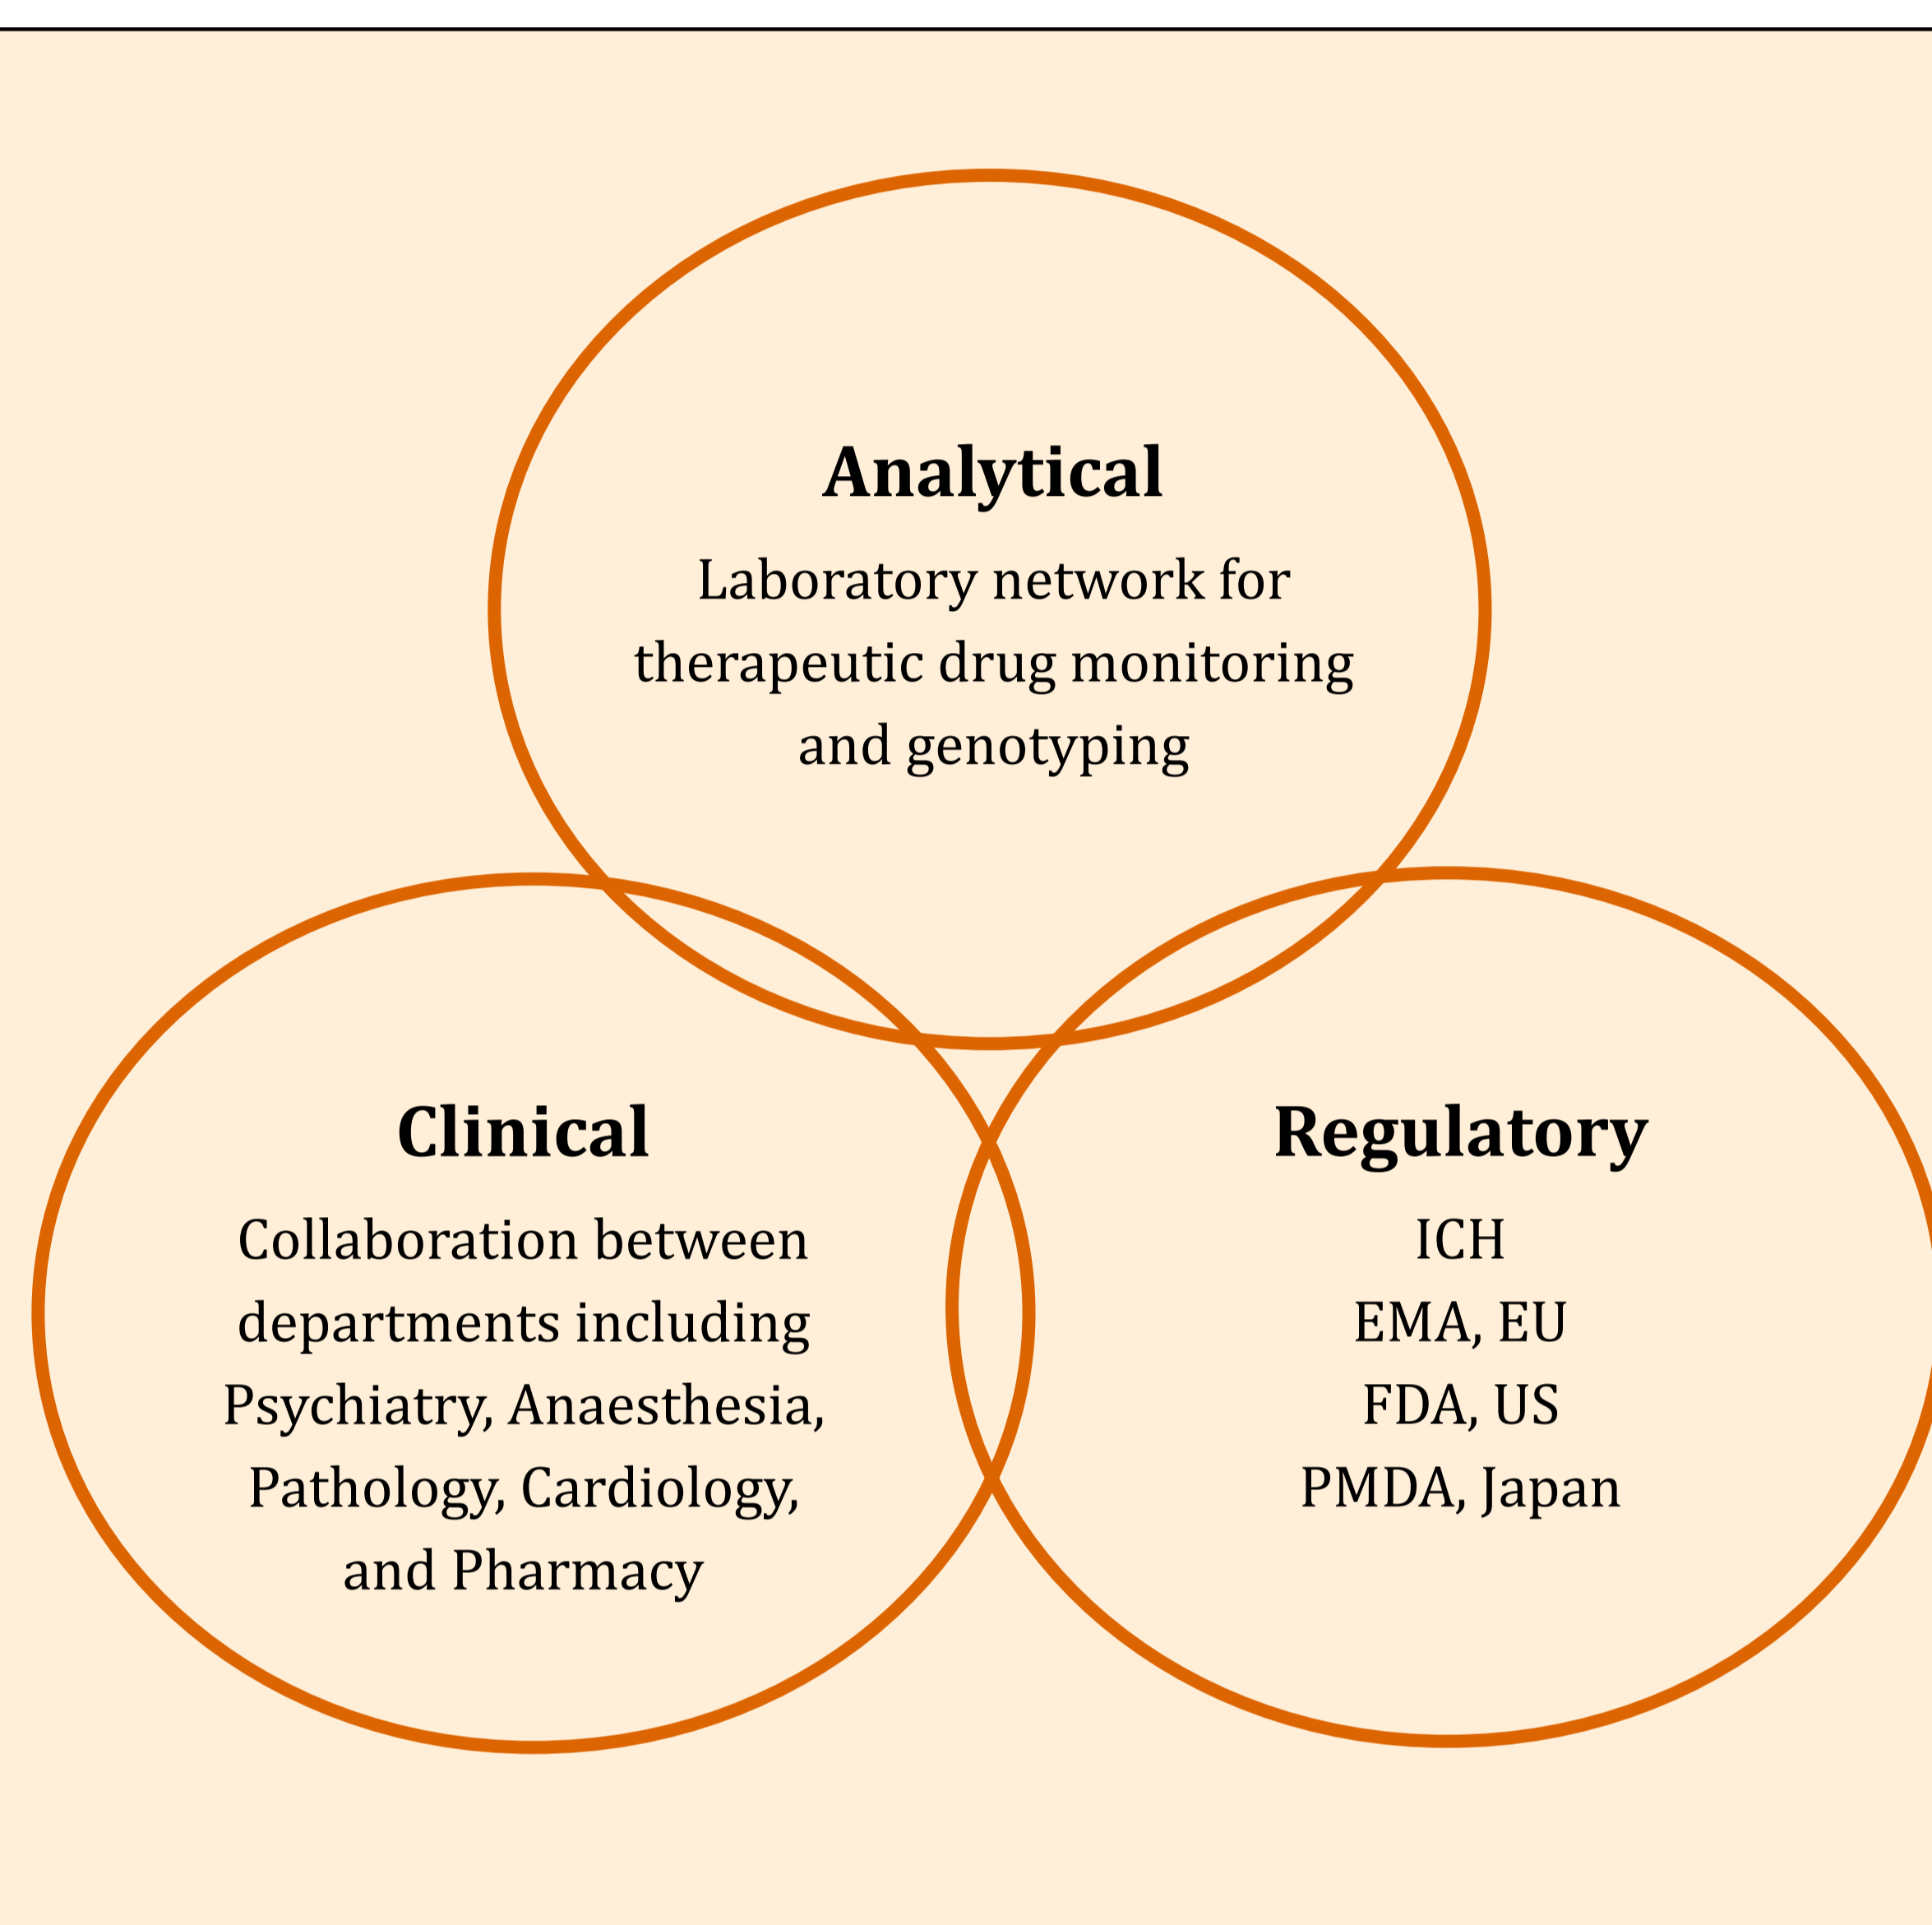 Analytical
Laboratory network for
therapeutic drug monitoring
and genotyping
Clinical
Collaboration between
departments including
Psychiatry, Anaesthesia,
Pathology, Cardiology,
and Pharmacy
Regulatory
ICH
EMA, EU
FDA, US
PMDA, Japan